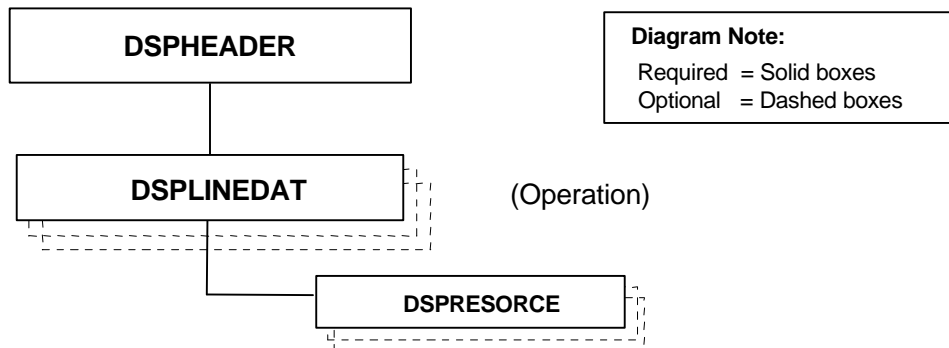 DSPHEADER
Diagram Note:
Required = Solid boxes
Optional = Dashed boxes
DSPLINEDAT
(Operation)
DSPRESORCE